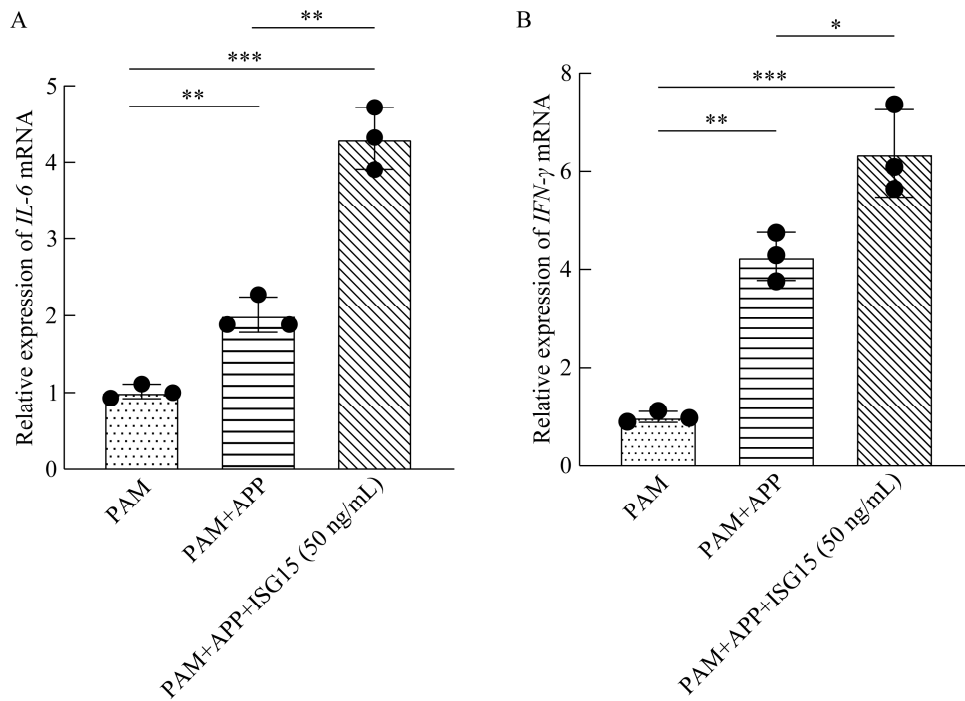 A
**
***
**
Relative expression of IL-6 mRNA
5
4
3
2
1
0
PAM
PAM+APP
PAM+APP+ISG15 (50 ng/mL)
B
*
***
**
Relative expression of IFN-γ mRNA
8
6
4
2
0
PAM
PAM+APP
PAM+APP+ISG15 (50 ng/mL)